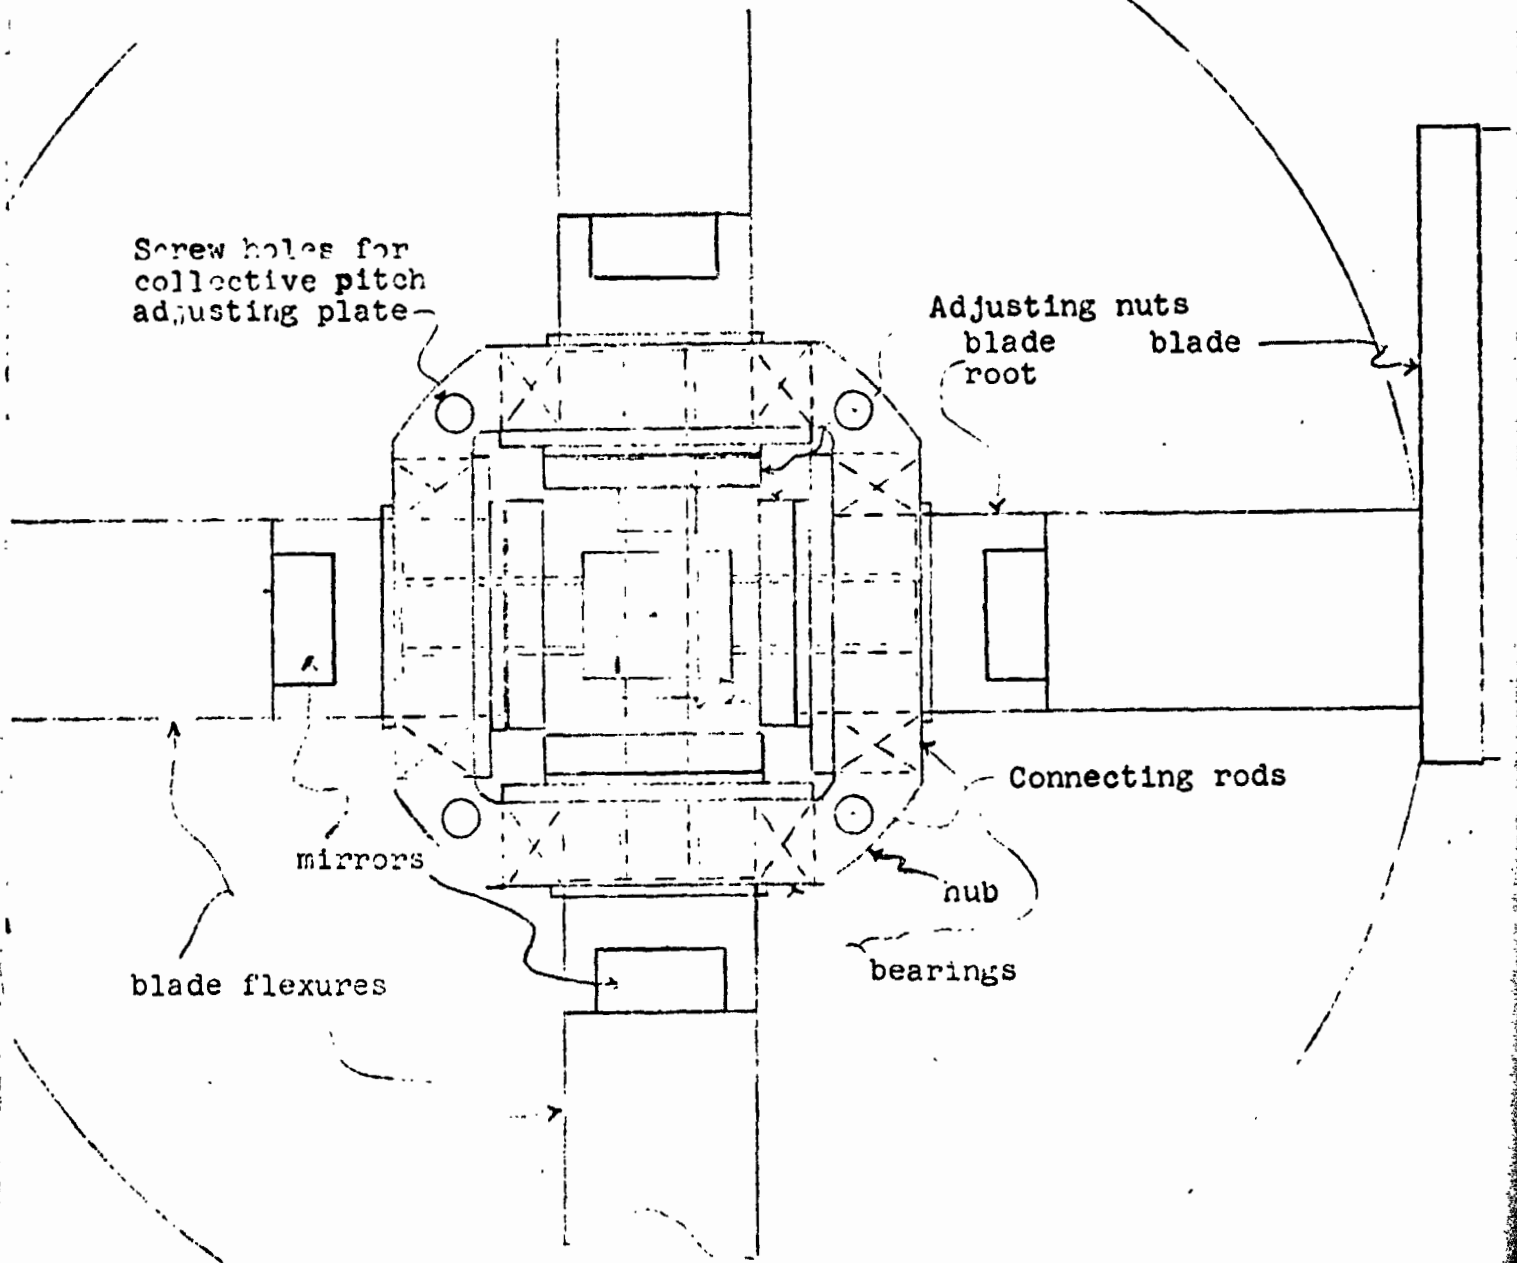 Screw holes for
collective pitch
adjusting plate
Adjusting nuts
blade blade
root
Connecting rods
mirrors
hub
bearings
blade flexures